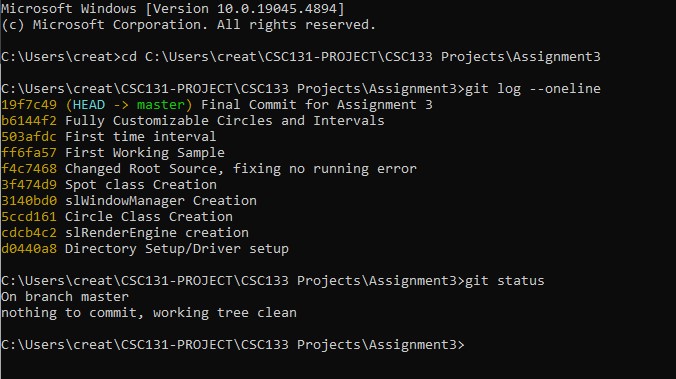 Microsoft Windows [Version 10.0.19045.4894]
(c) Microsoft Corporation. All rights reserved.
C:\Users\creat>cd C:\Users\creat\CSC131-PROJECT\CSC133 Projects\Assignment3
C:\Users\creat\CSC131-PROJECT\CSC133 Projects\Assignment3>git log --oneline
19f7c49 (HEAD -> master) Final Commit for Assignment 3
b6144f2 Fully Customizable Circles and Intervals
503afdc First time interval
ff6fa57 First Working Sample
f4c7468 Changed Root Source, fixing no running error
3f474d9 Spot class Creation
3140bd0 slWindowManager Creation
5ccd161 Circle Class Creation
cdcb4c2 slRenderEngine creation
d0440a8 Directory Setup/Driver setup
C:\Users\creat\CSC131-PROJECT\CSC133 Projects\Assignment3>git status
On branch master
nothing to commit, working tree clean
C:\Users\creat\CSC131-PROJECT\CSC133 Projects\Assignment3>